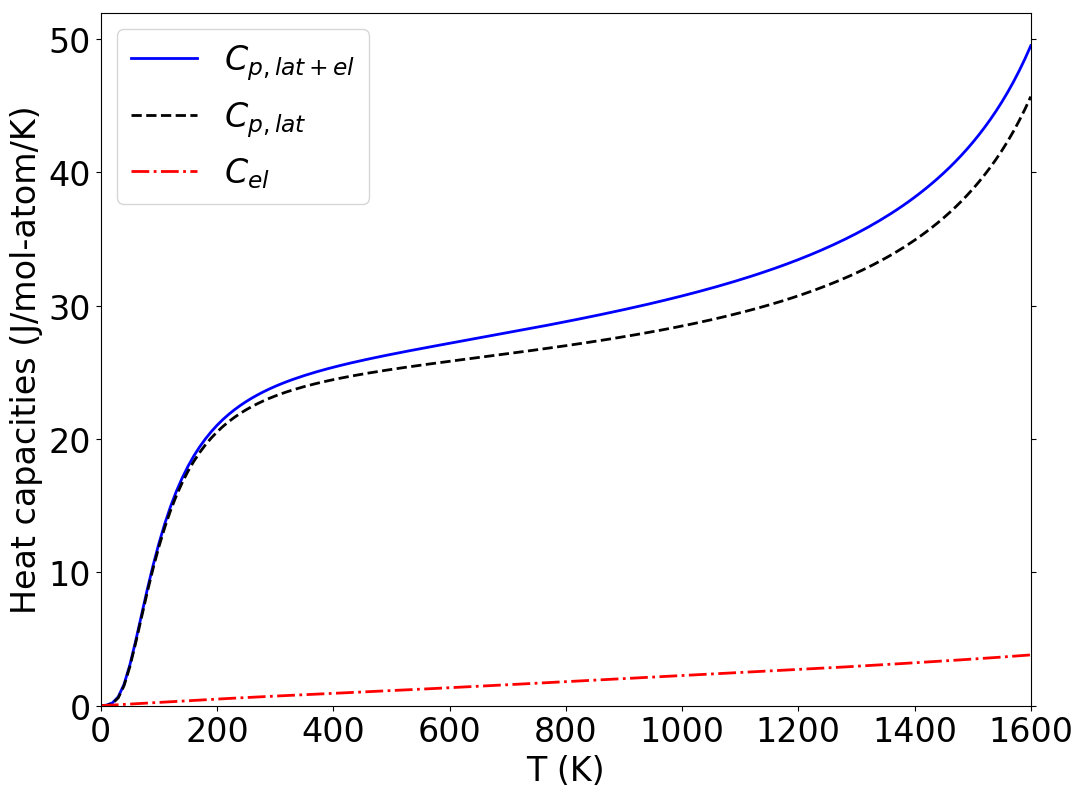 50
40
30
20
10
0
Heat capacities (J/mol-atom/K)
C_{p, lat + el}
C_{p, lat}
C_{el}
0 200 400 600 800 1000 1200 1400 1600
T (K)